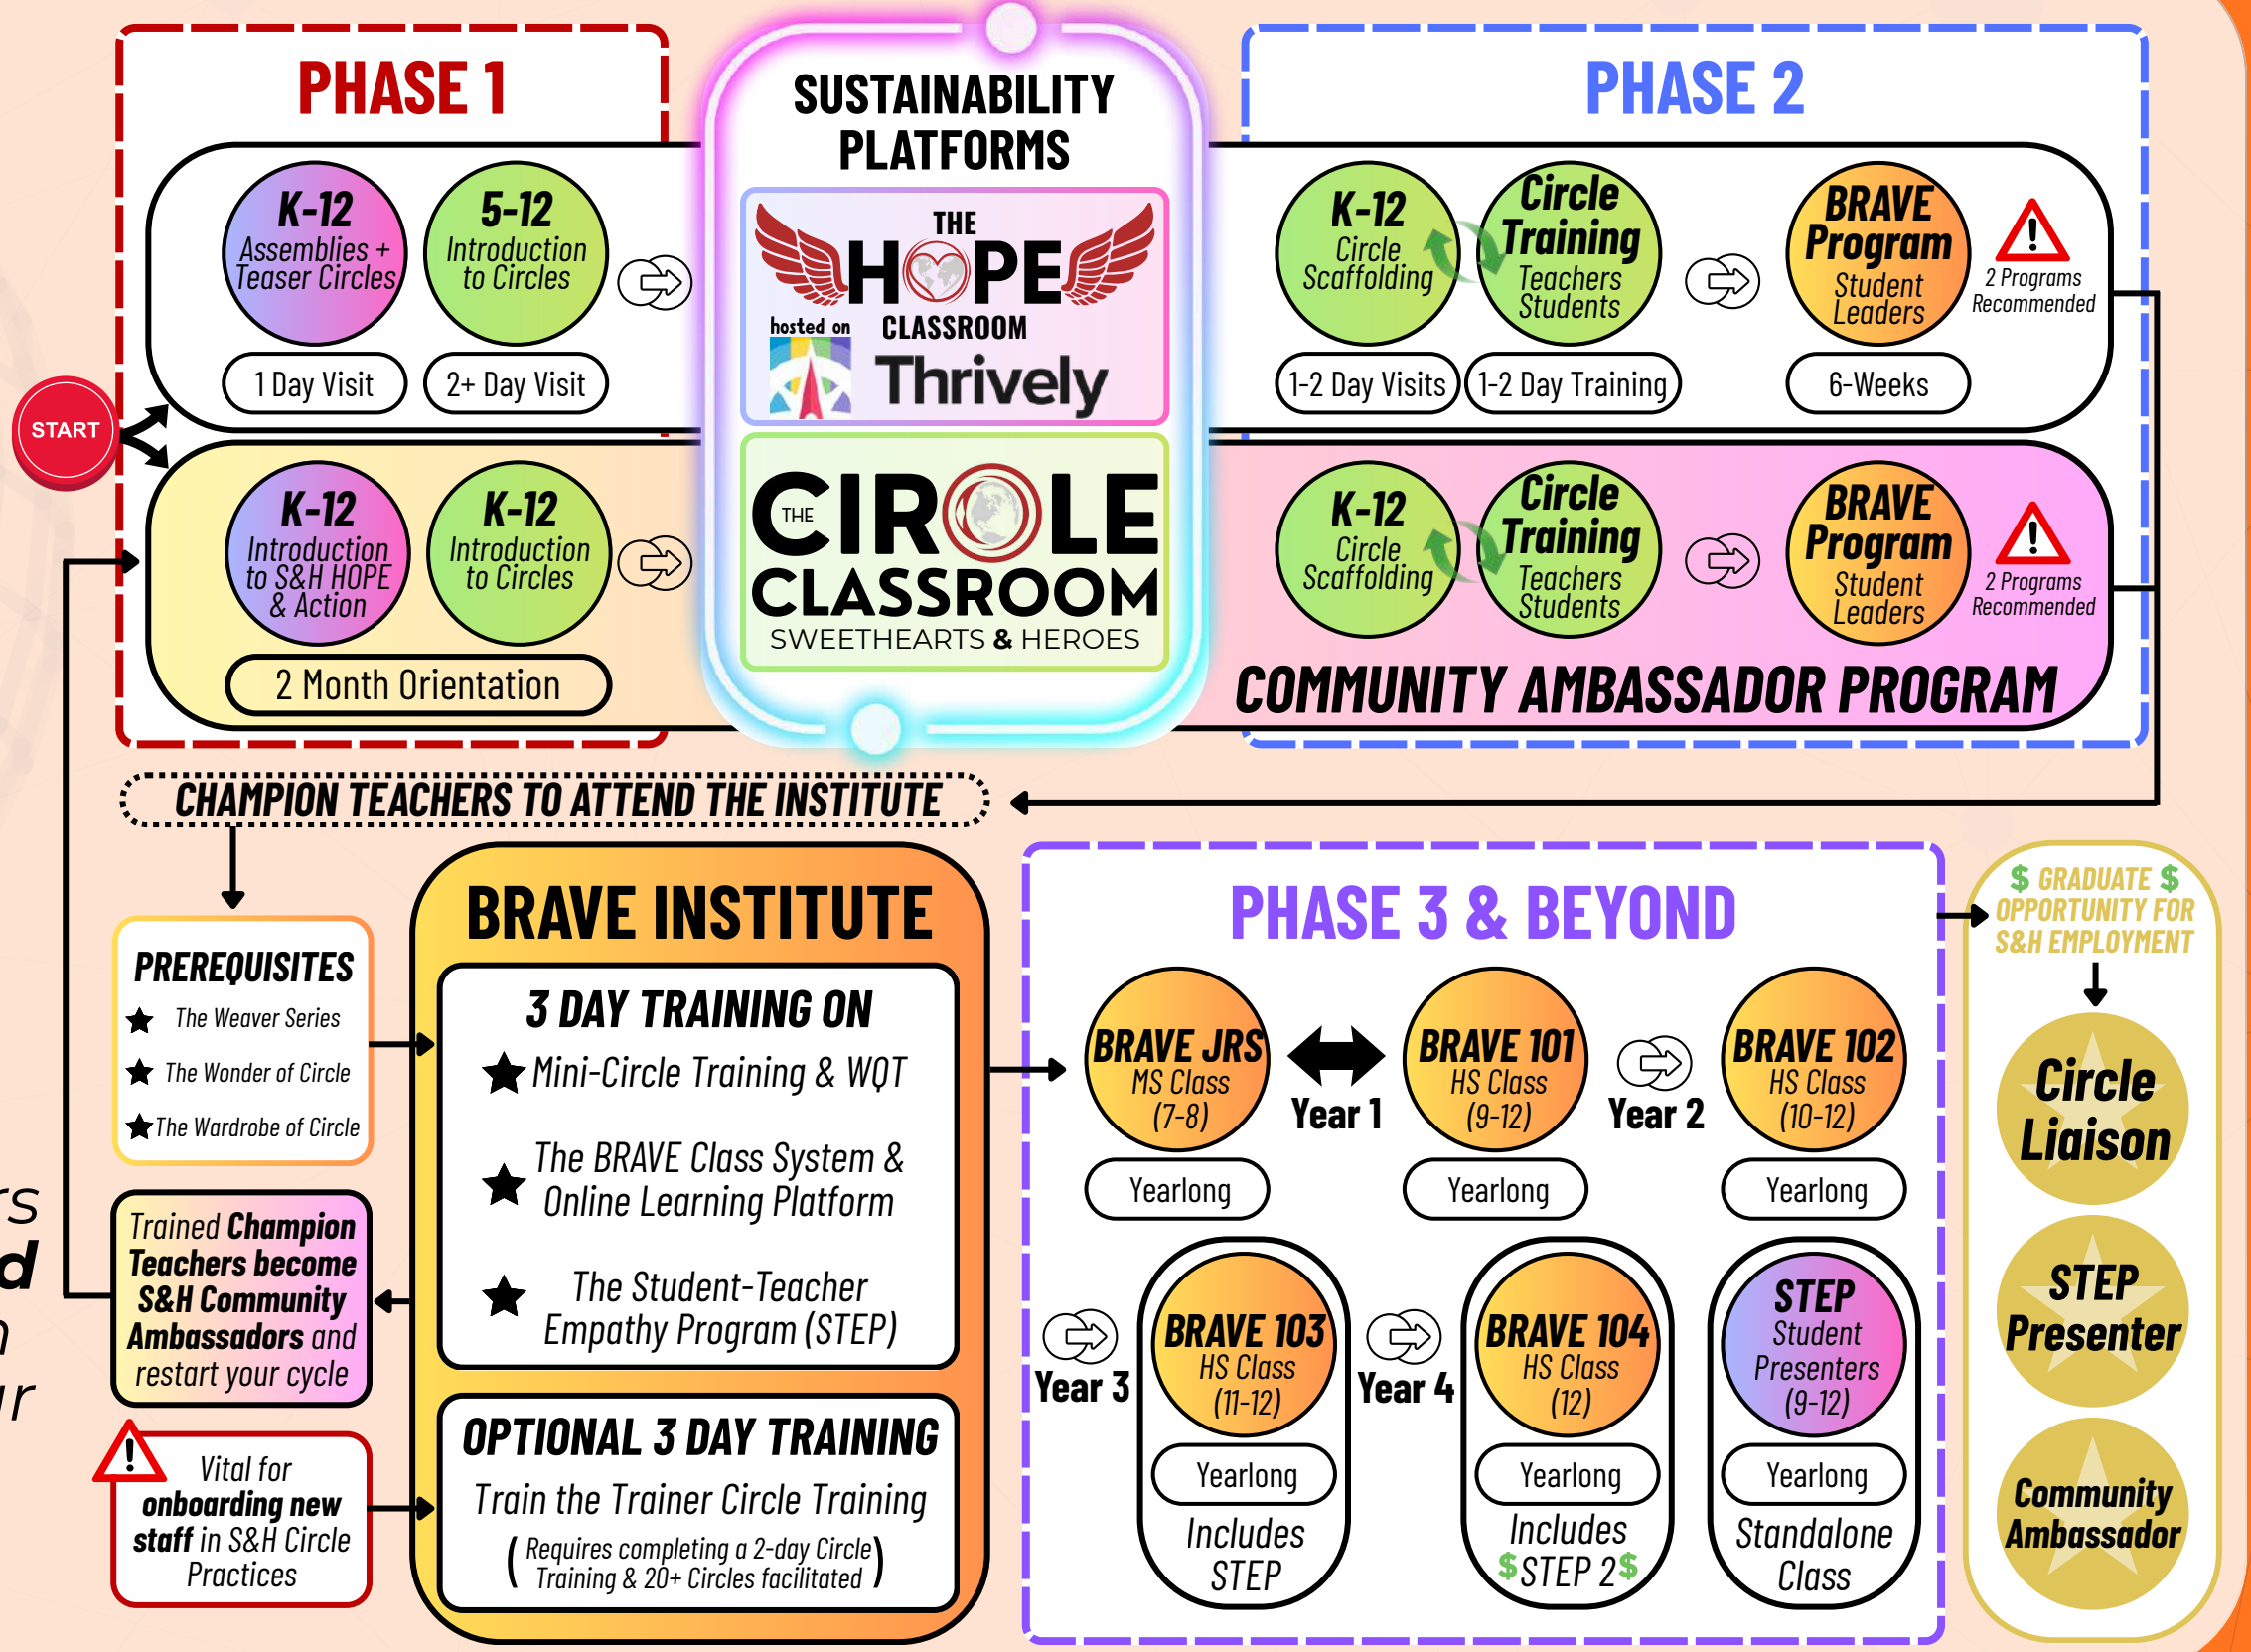 PHASE 1
K-12
Assemblies +
Teaser Circles
1 Day Visit
5-12
Introduction
to Circles
2+ Day Visit
START
K-12
Introduction
to S&H HOPE
& Action
K-12
Introduction
to Circles
2 Month Orientation
SUSTAINABILITY
PLATFORMS
THE
HOPE
CLASSROOM
hosted on
Thrively
THE
CIRCLE
CLASSROOM
SWEETHEARTS & HEROES
PHASE 2
K-12
Circle
Scaffolding
1-2 Day Visits
Circle
Training
Teachers
Students
1-2 Day Training
BRAVE
Program
Student
Leaders
6-Weeks
!
2 Programs
Recommended
K-12
Circle
Scaffolding
Circle
Training
Teachers
Students
BRAVE
Program
Student
Leaders
!
2 Programs
Recommended
COMMUNITY AMBASSADOR PROGRAM
CHAMPION TEACHERS TO ATTEND THE INSTITUTE
PREREQUISITES
The Weaver Series
The Wonder of Circle
The Wardrobe of Circle
Trained Champion
Teachers become
S&H Community
Ambassadors and
restart your cycle
!
Vital for
onboarding new
staff in S&H Circle
Practices
rs
d
n
ur
BRAVE INSTITUTE
3 DAY TRAINING ON
Mini-Circle Training & WQT
The BRAVE Class System &
Online Learning Platform
The Student-Teacher
Empathy Program (STEP)
OPTIONAL 3 DAY TRAINING
Train the Trainer Circle Training
( Requires completing a 2-day Circle
Training & 20+ Circles facilitated )
PHASE 3 & BEYOND
BRAVE JRS
MS Class
(7-8)
Yearlong
Year 1
BRAVE 101
HS Class
(9-12)
Yearlong
Year 2
BRAVE 102
HS Class
(10-12)
Yearlong
Year 3
BRAVE 103
HS Class
(11-12)
Yearlong
Includes
STEP
Year 4
BRAVE 104
HS Class
(12)
Yearlong
Includes
$STEP 2$
STEP
Student
Presenters
(9-12)
Yearlong
Standalone
Class
$ GRADUATE $
OPPORTUNITY FOR
S&H EMPLOYMENT
Circle
Liaison
STEP
Presenter
Community
Ambassador